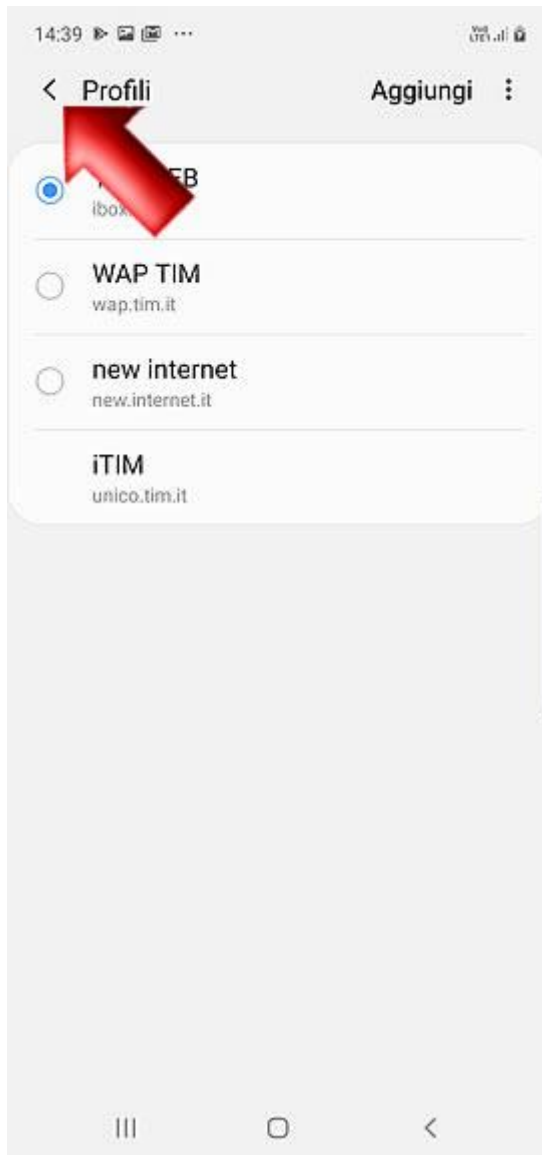 14:39
Profili Aggiungi
WAP TIM
wap.tim.it
new internet
new.internet.it
iTIM
unico.tim.it